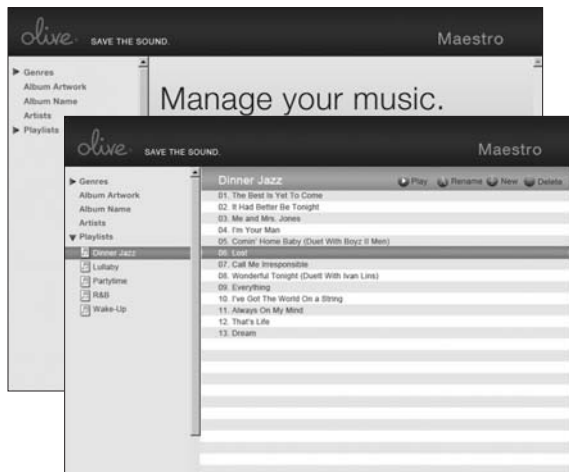 olive. SAVE THE SOUND. Maestro
Genres
Album Artwork
Album Name
Artists
Playlists
Manage your music.
olive. SAVE THE SOUND. Maestro
Genres
Album Artwork
Album Name
Artists
Playlists
Dinner Jazz
Lullaby
Partytime
R&B
Wake-Up
Dinner Jazz Play Rename New Delete
01. The Best Is Yet To Come
02. It Had Better Be Tonight
03. Me and Mrs. Jones
04. I'm Your Man
05. Comin' Home Baby (Duet With Boyz II Men)
06. Lost
07. Call Me Irresponsible
08. Wonderful Tonight (Duett With Ivan Lins)
09. Everything
10. I've Got The World On a String
11. Always On My Mind
12. That's Life
13. Dream